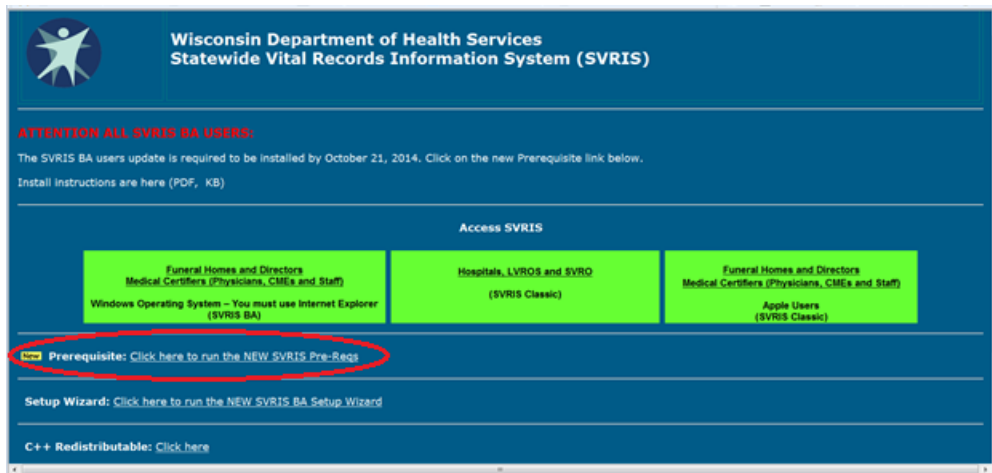 Wisconsin Department of Health Services
Statewide Vital Records Information System (SVRIS)
ATTENTION ALL SVRIS BA USERS:
The SVRIS BA users update is required to be installed by October 21, 2014. Click on the new Prerequisite link below.
Install instructions are here (PDF,  KB)
Access SVRIS
Funeral Homes and Directors
Medical Certifiers (Physicians, CMEs and Staff)
Windows Operating System – You must use Internet Explorer
(SVRIS BA)
Hospitals, LVROS and SVRO
(SVRIS Classic)
Funeral Homes and Directors
Medical Certifiers (Physicians, CMEs and Staff)
Apple Users
(SVRIS Classic)
New Prerequisite: Click here to run the NEW SVRIS Pre-Reqs
Setup Wizard: Click here to run the NEW SVRIS BA Setup Wizard
C++ Redistributable: Click here